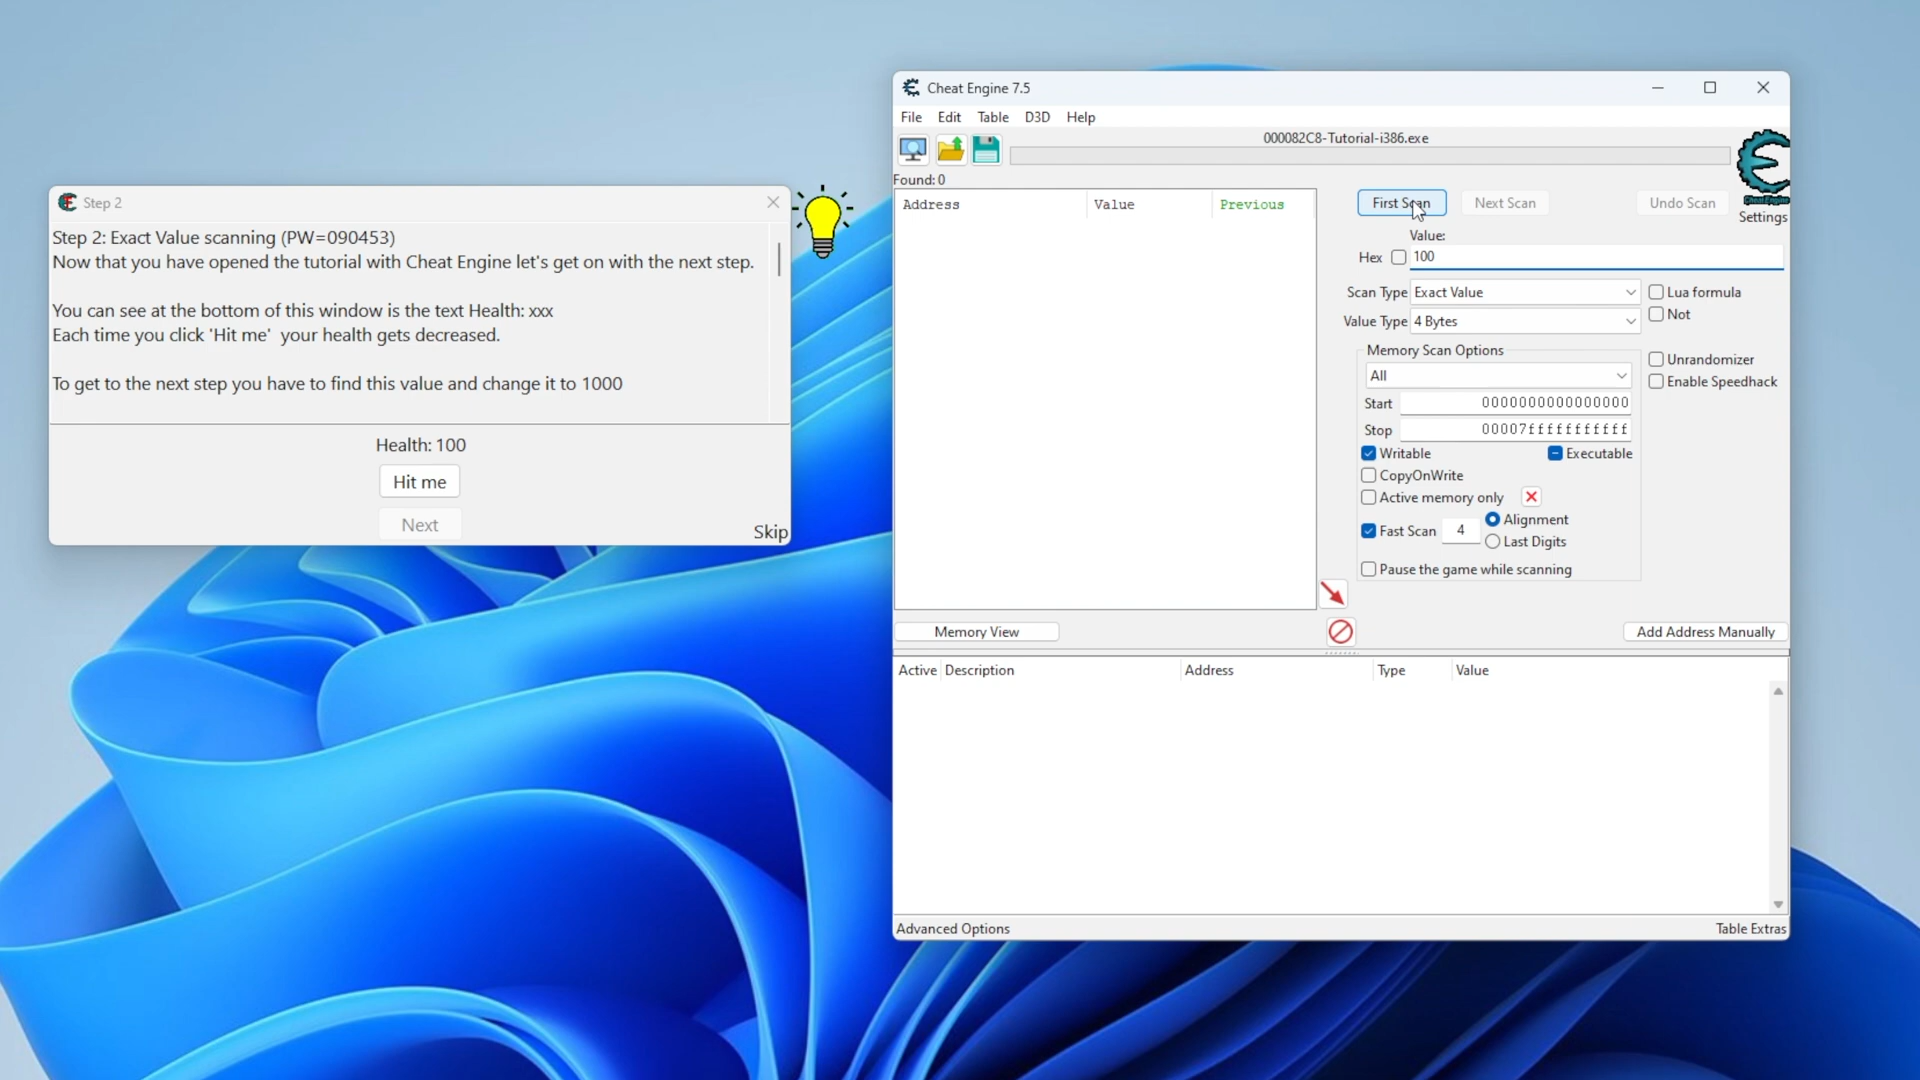 Step 2
Step 2: Exact Value scanning (PW=090453)
Now that you have opened the tutorial with Cheat Engine let's get on with the next step.
You can see at the bottom of this window is the text Health: xxx
Each time you click 'Hit me'  your health gets decreased.
To get to the next step you have to find this value and change it to 1000
Health: 100
Hit me
Next
Skip
Cheat Engine 7.5
File Edit Table D3D Help
000082C8-Tutorial-i386.exe
Found: 0
Address Value Previous
First Scan Next Scan Undo Scan
Settings
Value:
Hex 100
Scan Type Exact Value Lua formula
Value Type 4 Bytes Not
Memory Scan Options
All
Unrandomizer
Enable Speedhack
Start 0000000000000000
Stop 00007fffffffffff
Writable Executable
CopyOnWrite
Active memory only
Fast Scan 4 Alignment
Last Digits
Pause the game while scanning
Memory View Add Address Manually
Active Description Address Type Value
Advanced Options Table Extras